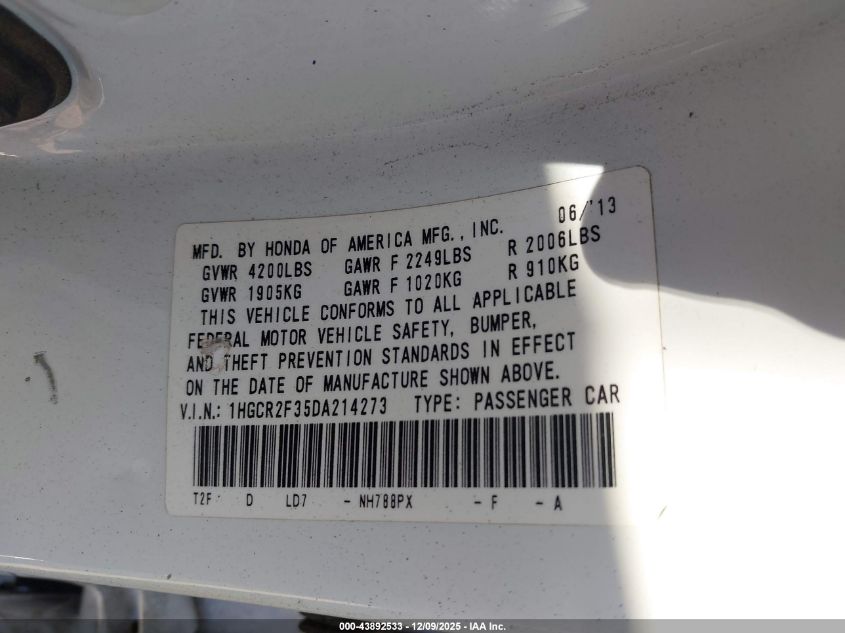 06/'13
MFD. BY HONDA OF AMERICA MFG., INC.
GVWR 4200LBS GAWR F 2249LBS R 2006LBS
GVWR 1905KG GAWR F 1020KG R 910KG
THIS VEHICLE CONFORMS TO ALL APPLICABLE
FEDERAL MOTOR VEHICLE SAFETY, BUMPER,
AND THEFT PREVENTION STANDARDS IN EFFECT
ON THE DATE OF MANUFACTURE SHOWN ABOVE.
V.I.N.: 1HGCR2F35DA214273 TYPE: PASSENGER CAR
T2F D LD7 - NH788PX - F - A
000-43892533 - 12/09/2025 - IAA Inc.